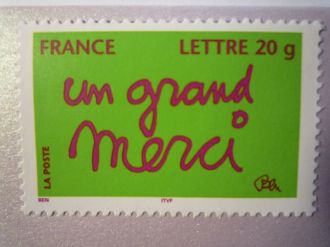 FRANCE LETTRE 20 g
un grand
merci
LA POSTE
Ben
BEN ITVF